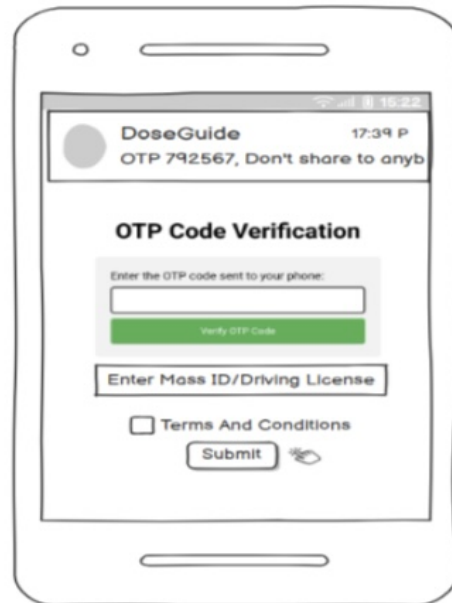 15:22
DoseGuide 17:39 P
OTP 792567, Don't share to anyb
OTP Code Verification
Enter the OTP code sent to your phone:
Verify OTP Code
Enter Mass ID/Driving License
Terms And Conditions
Submit